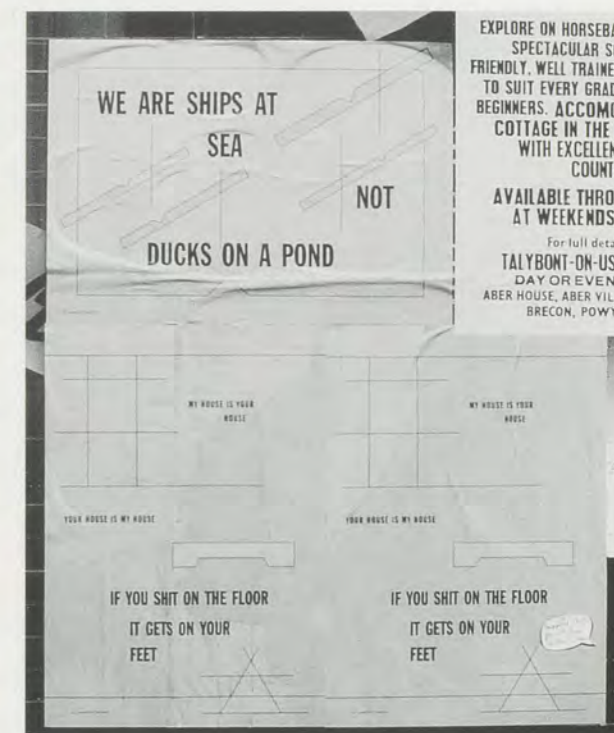 WE ARE SHIPS AT
SEA
NOT
DUCKS ON A POND
EXPLORE ON HORSEBA
SPECTACULAR S
FRIENDLY, WELL TRAINE
TO SUIT EVERY GRAD
BEGINNERS. ACCOMO
COTTAGE IN THE
WITH EXCELLEN
COUNT
AVAILABLE THRO
AT WEEKENDS
For full deta
TALYBONT-ON-US
DAY OR EVEN
ABER HOUSE, ABER VIL
BRECON, POWY
MY HOUSE IS YOUR
HOUSE
YOUR HOUSE IS MY HOUSE
IF YOU SHIT ON THE FLOOR
IT GETS ON YOUR
FEET
MY HOUSE IS YOUR
HOUSE
YOUR HOUSE IS MY HOUSE
IF YOU SHIT ON THE FLOOR
IT GETS ON YOUR
FEET